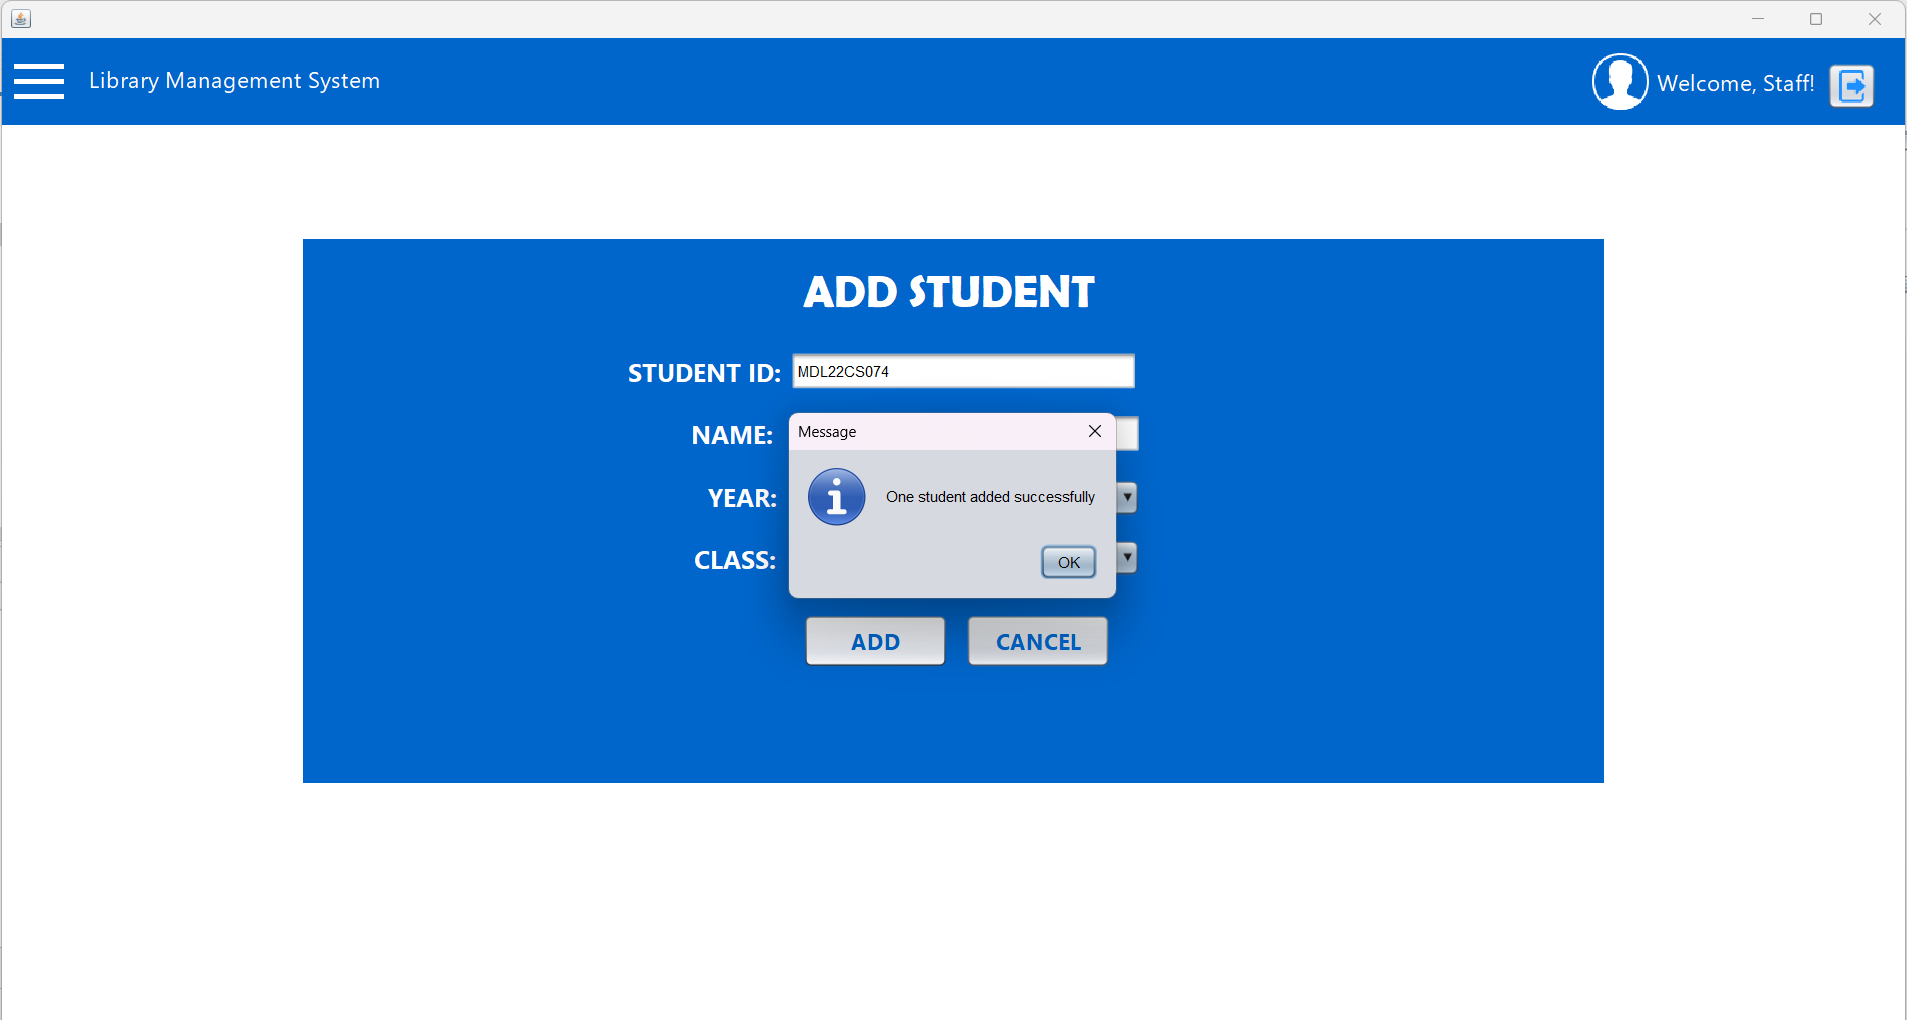 Library Management System
Welcome, Staff!
ADD STUDENT
STUDENT ID: MDL22CS074
NAME:
YEAR:
CLASS:
Message
One student added successfully
OK
ADD CANCEL